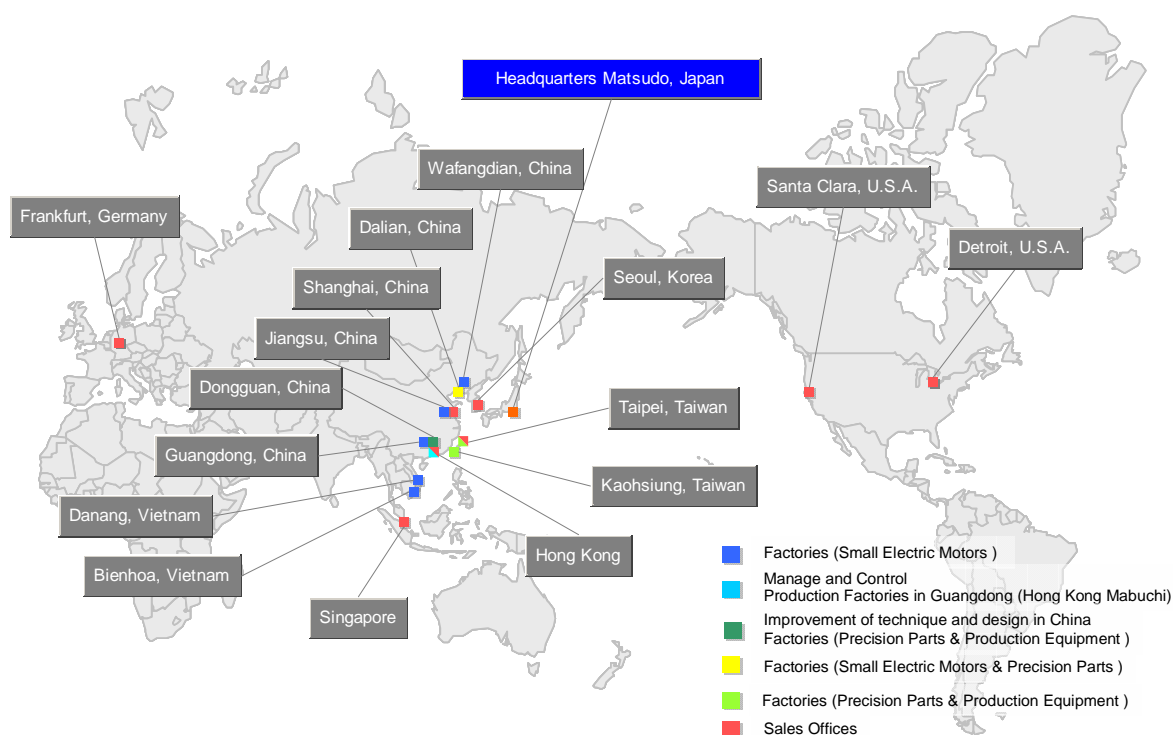 Headquarters Matsudo, Japan
Wafangdian, China
Santa Clara, U.S.A.
Frankfurt, Germany
Dalian, China
Detroit, U.S.A.
Seoul, Korea
Shanghai, China
Jiangsu, China
Dongguan, China
Taipei, Taiwan
Guangdong, China
Kaohsiung, Taiwan
Danang, Vietnam
Hong Kong
Bienhoa, Vietnam
Singapore
Factories (Small Electric Motors )
Manage and Control
Production Factories in Guangdong (Hong Kong Mabuchi)
Improvement of technique and design in China
Factories (Precision Parts & Production Equipment )
Factories (Small Electric Motors & Precision Parts )
Factories (Precision Parts & Production Equipment )
Sales Offices